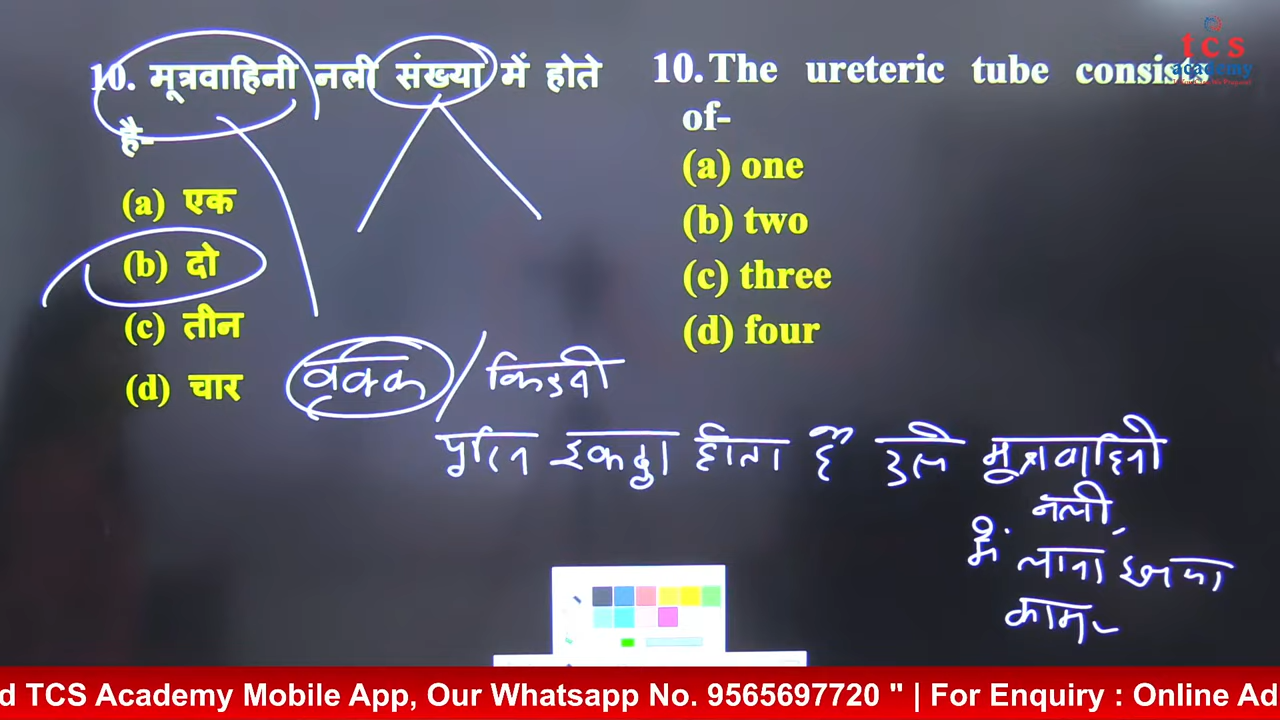 10. मूत्रवाहिनी नली संख्या में होते
है-
(a) एक
(b) दो
(c) तीन
(d) चार
10. The ureteric tube consists
of-
(a) one
(b) two
(c) three
(d) four
tcs
academy
वृक्क / किडनी
इकट्ठा होता है उसे मूत्रवाहिनी
नली
में लाना इसका
काम
d TCS Academy Mobile App, Our Whatsapp No. 9565697720 " | For Enquiry : Online Ad